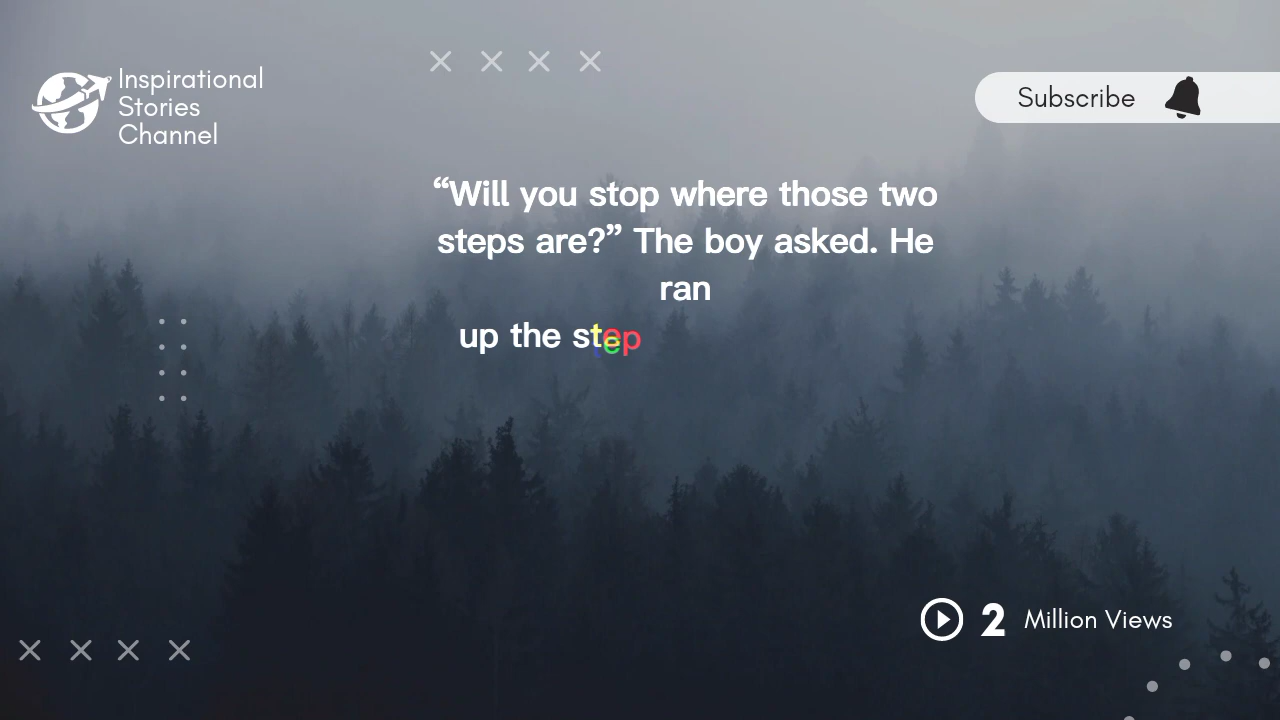 Inspirational
Stories
Channel
Subscribe
“Will you stop where those two
steps are?” The boy asked. He
ran
up the step
2 Million Views